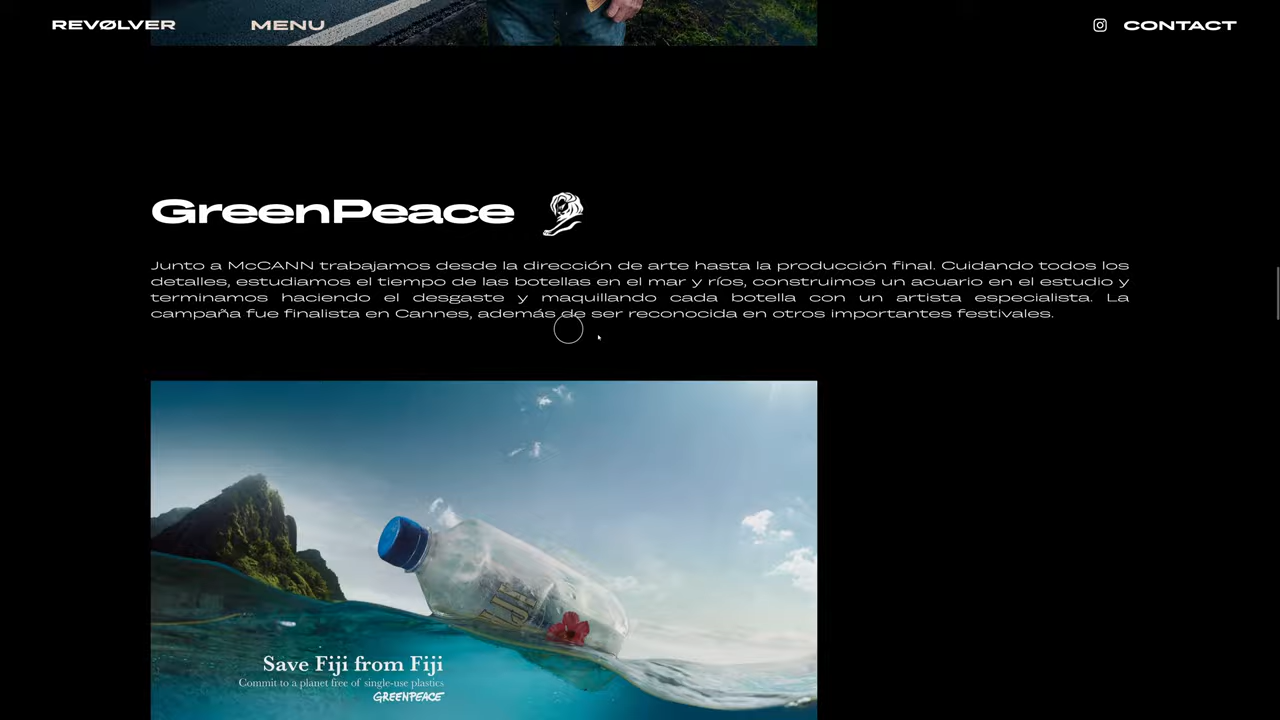 REVØLVER MENU CONTACT
GreenPeace
Junto a McCANN trabajamos desde la dirección de arte hasta la producción final. Cuidando todos los
detalles, estudiamos el tiempo de las botellas en el mar y ríos, construimos un acuario en el estudio y
terminamos haciendo el desgaste y maquillando cada botella con un artista especialista. La
campaña fue finalista en Cannes, además de ser reconocida en otros importantes festivales.
FIJI
Save Fiji from Fiji
Commit to a planet free of single-use plastics
GREENPEACE